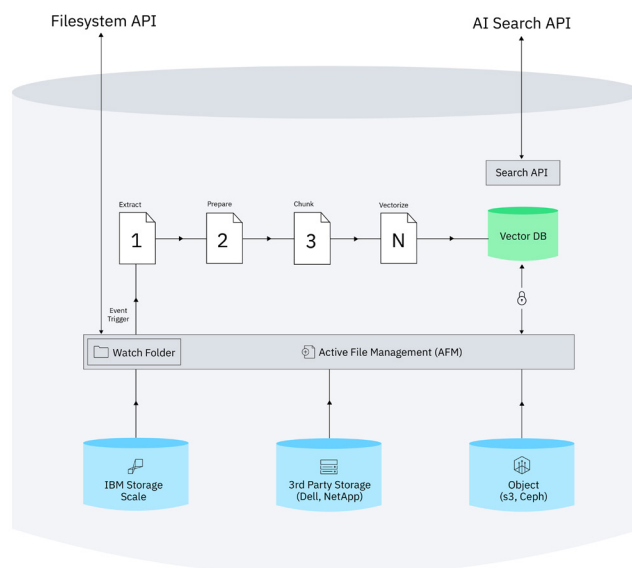 Filesystem API
AI Search API
Search API
Extract
Prepare
Chunk
Vectorize
1
2
3
N
Vector DB
Event
Trigger
Watch Folder
Active File Management (AFM)
IBM Storage
Scale
3rd Party Storage
(Dell, NetApp)
Object
(s3, Ceph)